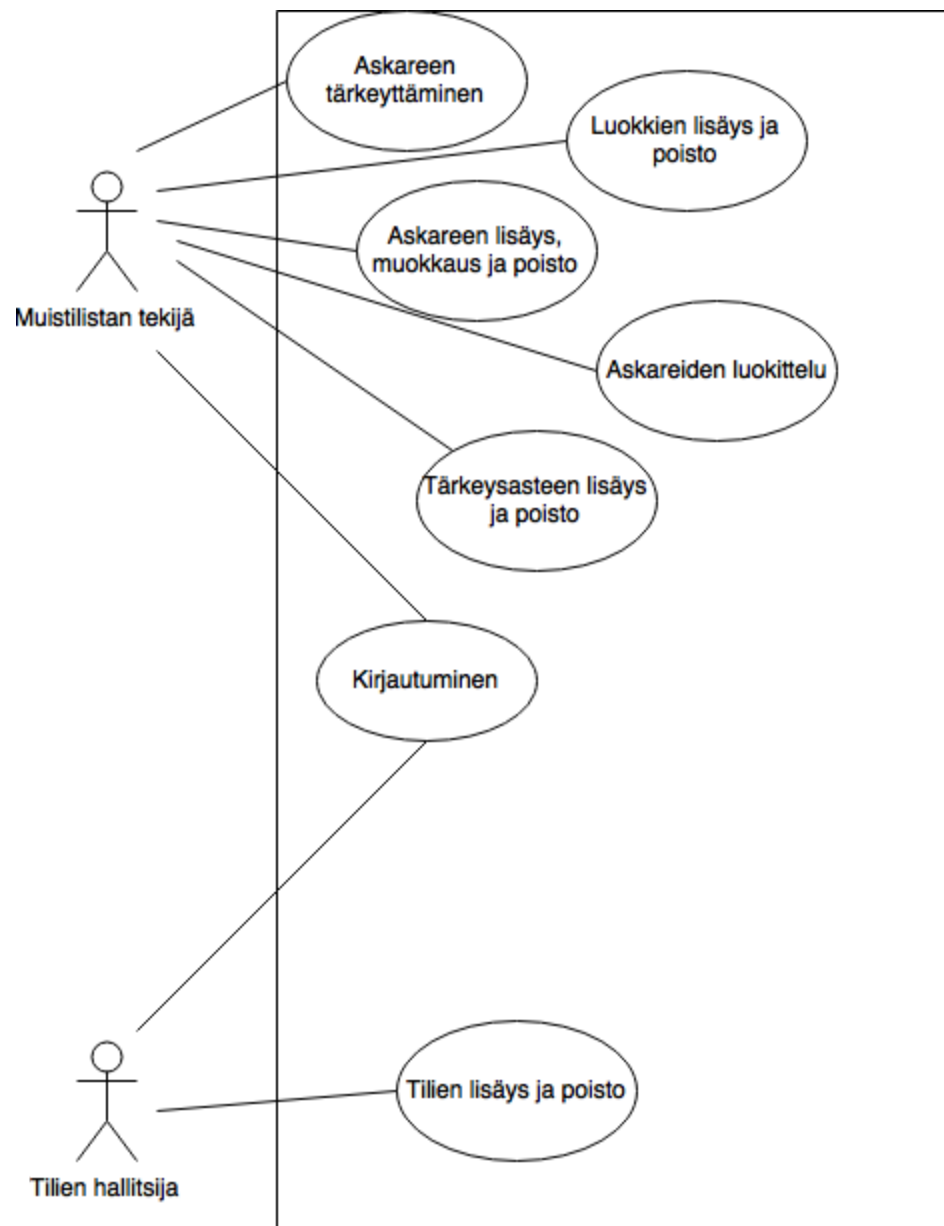 Askareen
tärkeyttäminen
Luokkien lisäys ja
poisto
Askareen lisäys,
muokkaus ja poisto
Muistilistan tekijä
Askareiden luokittelu
Tärkeysasteen lisäys
ja poisto
Kirjautuminen
Tilien lisäys ja poisto
Tilien hallitsija